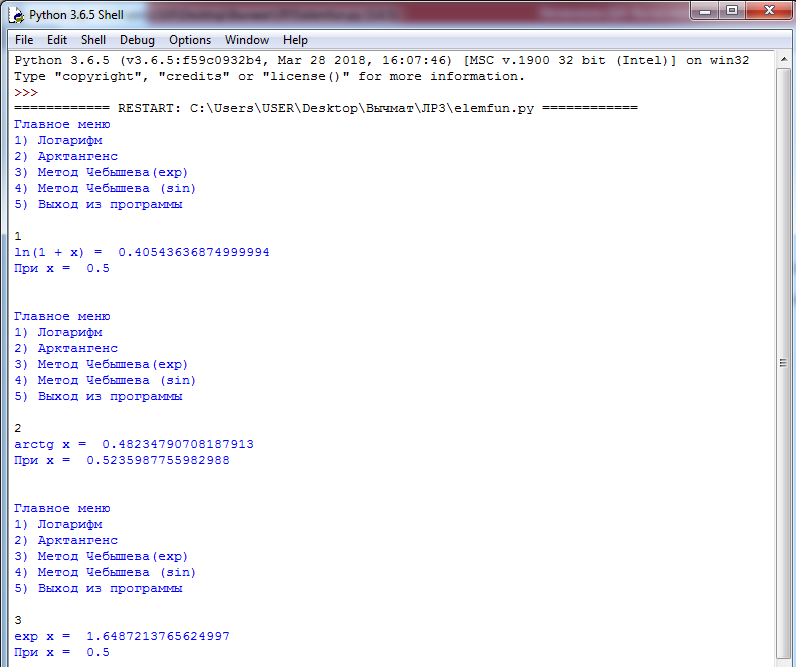 Python 3.6.5 Shell
File Edit Shell Debug Options Window Help
Python 3.6.5 (v3.6.5:f59c0932b4, Mar 28 2018, 16:07:46) [MSC v.1900 32 bit (Intel)] on win32
Type "copyright", "credits" or "license()" for more information.
>>>
============ RESTART: C:\Users\USER\Desktop\Вычмат\ЛР3\elemfun.py ============
Главное меню
1) Логарифм
2) Арктангенс
3) Метод Чебышева(exp)
4) Метод Чебышева (sin)
5) Выход из программы
1
ln(1 + x) =  0.40543636874999994
При x =  0.5
Главное меню
1) Логарифм
2) Арктангенс
3) Метод Чебышева(exp)
4) Метод Чебышева (sin)
5) Выход из программы
2
arctg x =  0.48234790708187913
При x =  0.5235987755982988
Главное меню
1) Логарифм
2) Арктангенс
3) Метод Чебышева(exp)
4) Метод Чебышева (sin)
5) Выход из программы
3
exp x =  1.6487213765624997
При x =  0.5